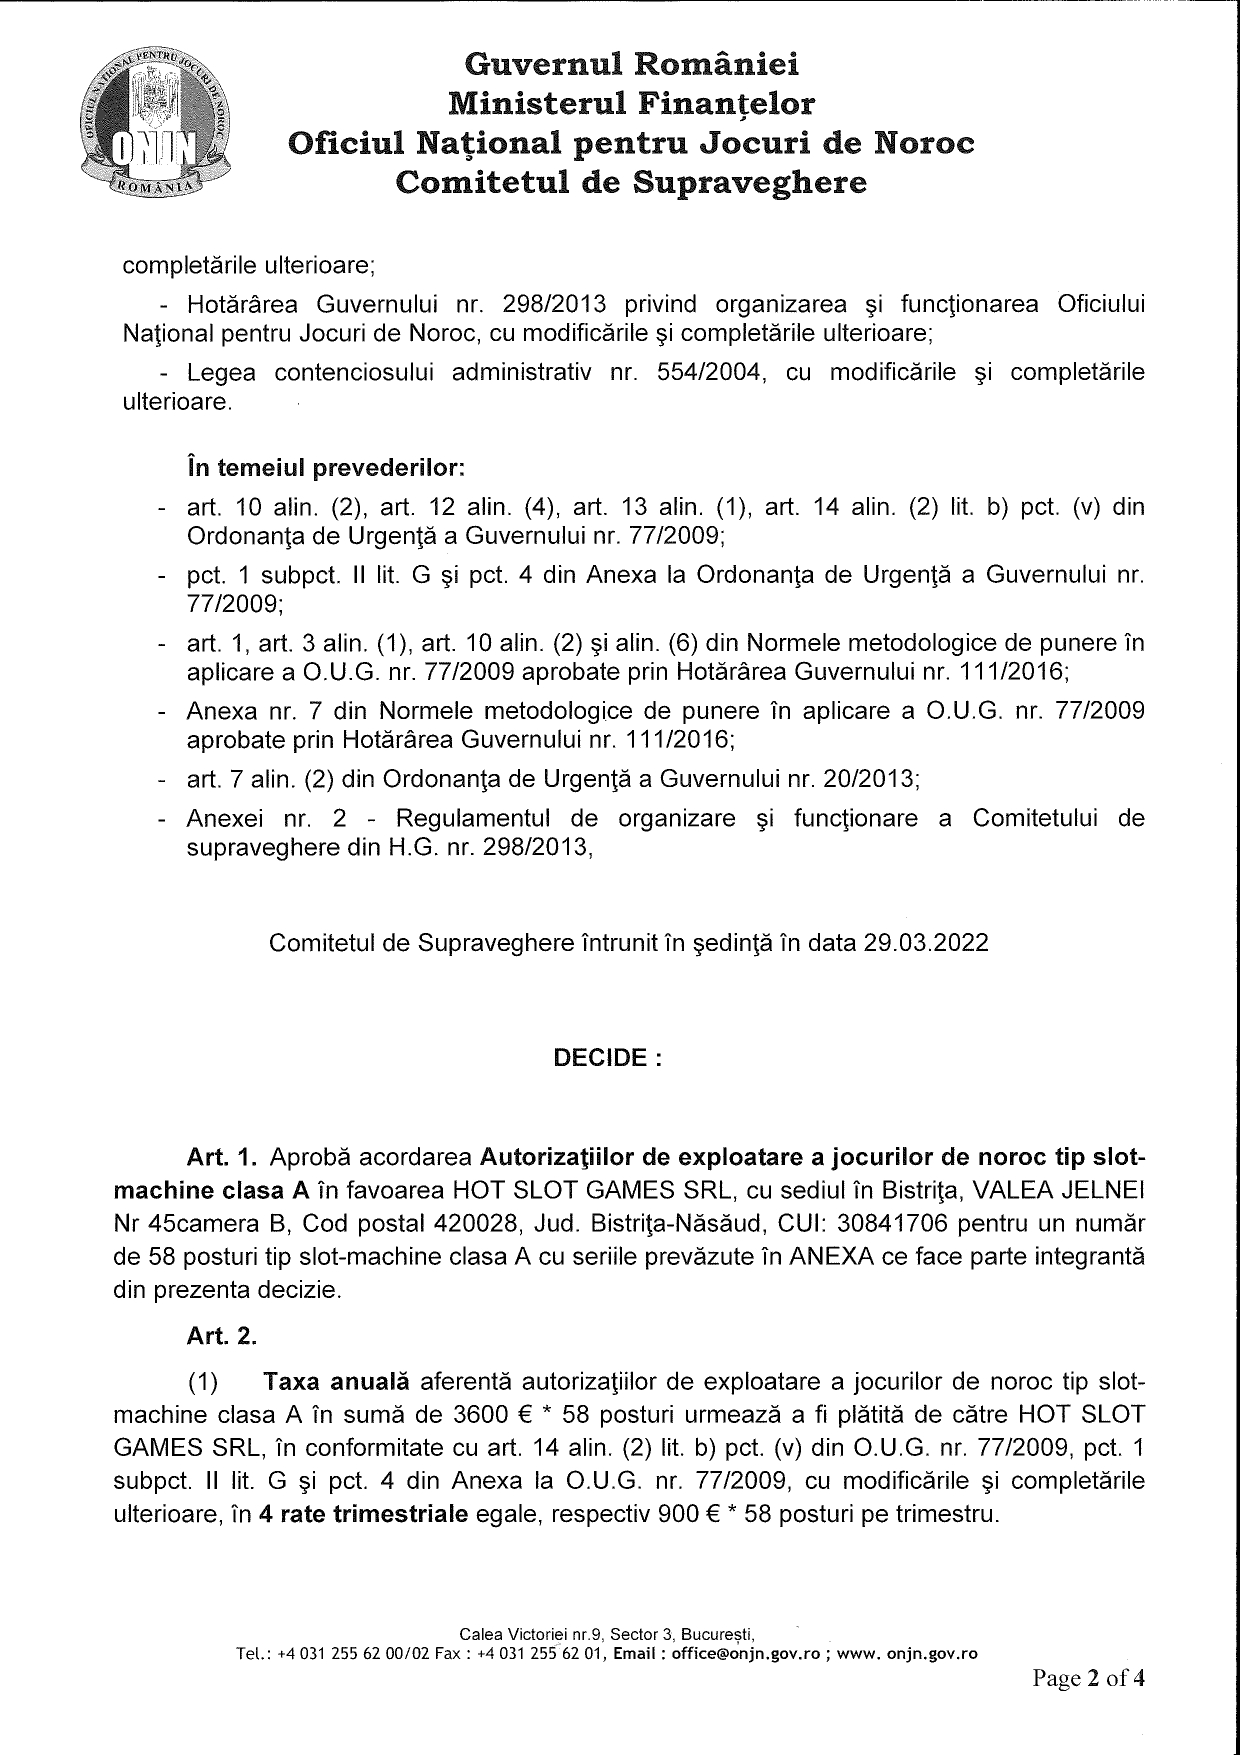 OFICIUL NAȚIONAL PENTRU JOCURI DE NOROC
ONJN
ROMÂNIA
Guvernul României
Ministerul Finanțelor
Oficiul Național pentru Jocuri de Noroc
Comitetul de Supraveghere
completările ulterioare;
- Hotărârea Guvernului nr. 298/2013 privind organizarea şi funcţionarea Oficiului
Naţional pentru Jocuri de Noroc, cu modificările şi completările ulterioare;
- Legea contenciosului administrativ nr. 554/2004, cu modificările şi completările
ulterioare.
În temeiul prevederilor:
- art. 10 alin. (2), art. 12 alin. (4), art. 13 alin. (1), art. 14 alin. (2) lit. b) pct. (v) din
Ordonanţa de Urgenţă a Guvernului nr. 77/2009;
- pct. 1 subpct. II lit. G şi pct. 4 din Anexa la Ordonanţa de Urgenţă a Guvernului nr.
77/2009;
- art. 1, art. 3 alin. (1), art. 10 alin. (2) şi alin. (6) din Normele metodologice de punere în
aplicare a O.U.G. nr. 77/2009 aprobate prin Hotărârea Guvernului nr. 111/2016;
- Anexa nr. 7 din Normele metodologice de punere în aplicare a O.U.G. nr. 77/2009
aprobate prin Hotărârea Guvernului nr. 111/2016;
- art. 7 alin. (2) din Ordonanţa de Urgenţă a Guvernului nr. 20/2013;
- Anexei nr. 2 - Regulamentul de organizare şi funcţionare a Comitetului de
supraveghere din H.G. nr. 298/2013,
Comitetul de Supraveghere întrunit în şedinţă în data 29.03.2022
DECIDE :
Art. 1. Aprobă acordarea Autorizaţiilor de exploatare a jocurilor de noroc tip slot-
machine clasa A în favoarea HOT SLOT GAMES SRL, cu sediul în Bistriţa, VALEA JELNEI
Nr 45camera B, Cod postal 420028, Jud. Bistriţa-Năsăud, CUI: 30841706 pentru un număr
de 58 posturi tip slot-machine clasa A cu seriile prevăzute în ANEXA ce face parte integrantă
din prezenta decizie.
Art. 2.
(1) Taxa anuală aferentă autorizaţiilor de exploatare a jocurilor de noroc tip slot-
machine clasa A în sumă de 3600 € * 58 posturi urmează a fi plătită de către HOT SLOT
GAMES SRL, în conformitate cu art. 14 alin. (2) lit. b) pct. (v) din O.U.G. nr. 77/2009, pct. 1
subpct. II lit. G şi pct. 4 din Anexa la O.U.G. nr. 77/2009, cu modificările şi completările
ulterioare, în 4 rate trimestriale egale, respectiv 900 € * 58 posturi pe trimestru.
Calea Victoriei nr.9, Sector 3, București,
Tel.: +4 031 255 62 00/02 Fax : +4 031 255 62 01, Email : office@onjn.gov.ro ; www. onjn.gov.ro
Page 2 of 4